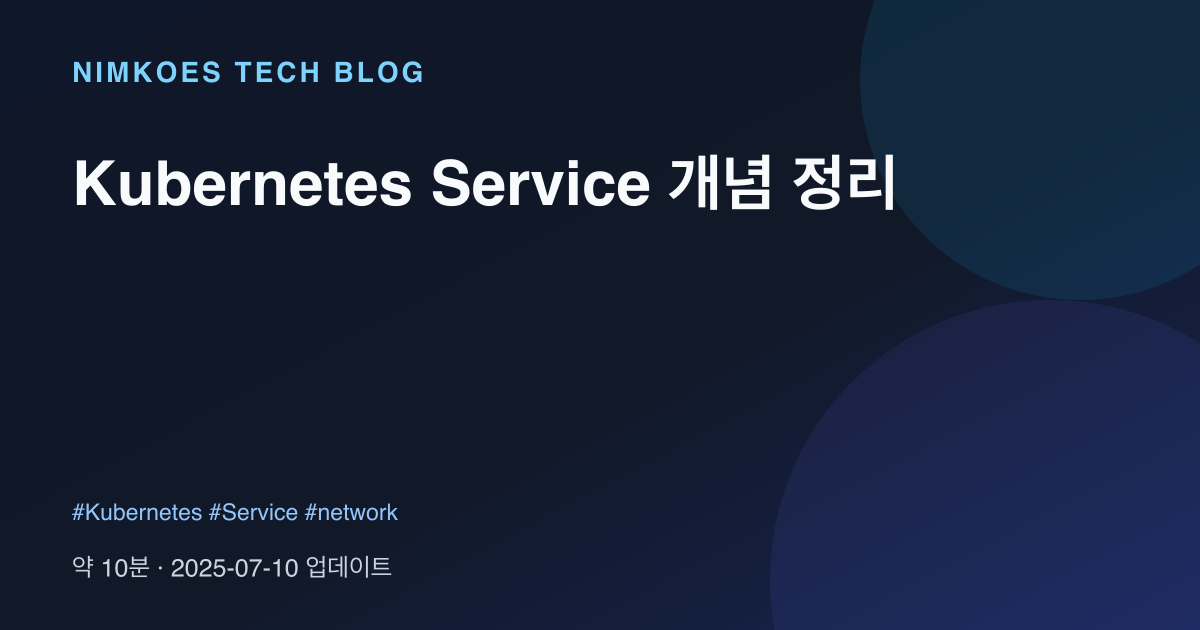 NIMKOES TECH BLOG
Kubernetes Service 개념 정리
#Kubernetes #Service #network
약 10분 · 2025-07-10 업데이트